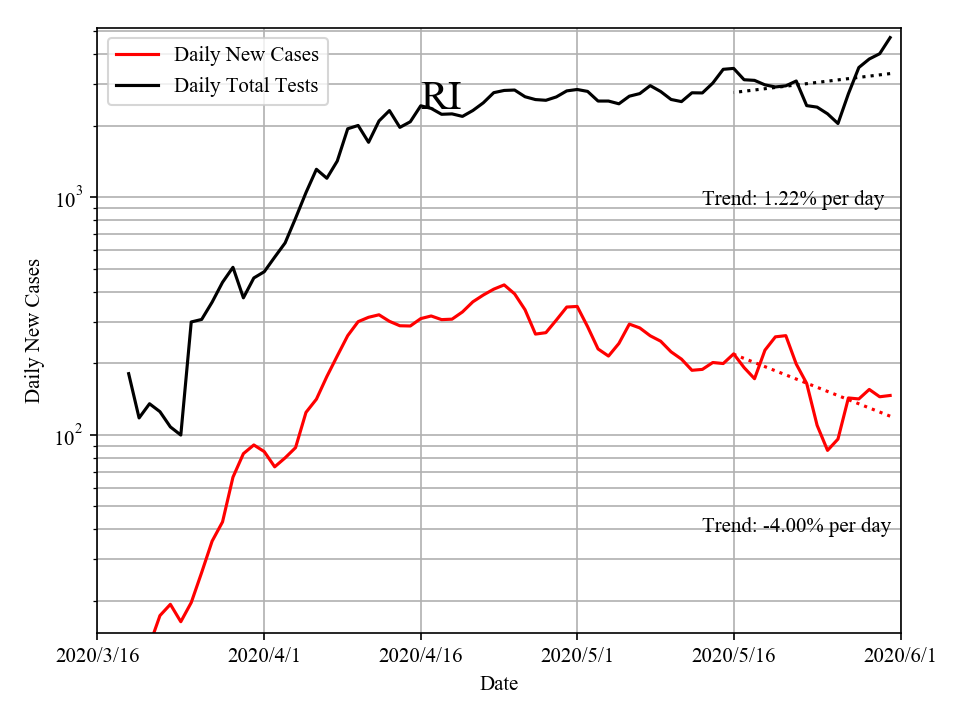 Daily New Cases
Daily Total Tests
RI
10^3
Trend: 1.22% per day
Daily New Cases
10^2
Trend: -4.00% per day
2020/3/16
2020/4/1
2020/4/16
2020/5/1
2020/5/16
2020/6/1
Date